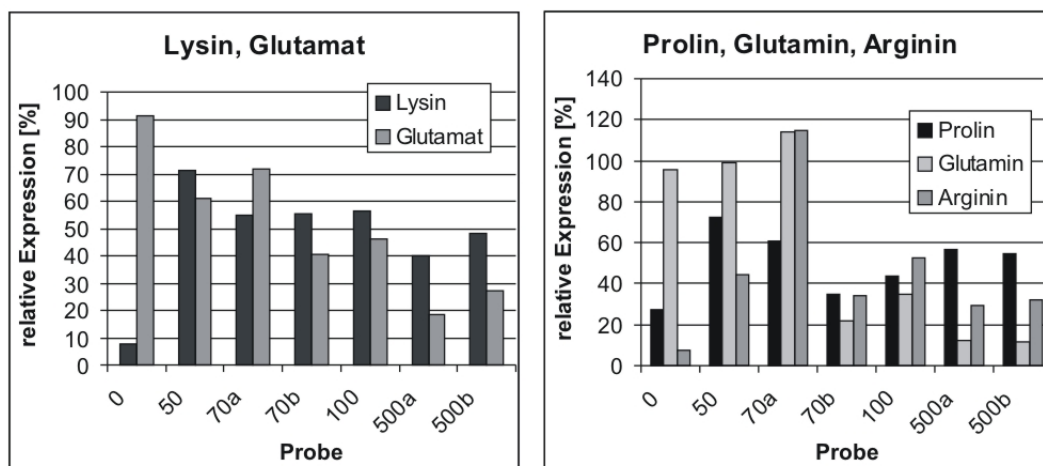 Lysin, Glutamat
relative Expression [%]
100
90
80
70
60
50
40
30
20
10
0
Lysin
Glutamat
0
50
70a
70b
100
500a
500b
Probe
Prolin, Glutamin, Arginin
relative Expression [%]
140
120
100
80
60
40
20
0
Prolin
Glutamin
Arginin
0
50
70a
70b
100
500a
500b
Probe